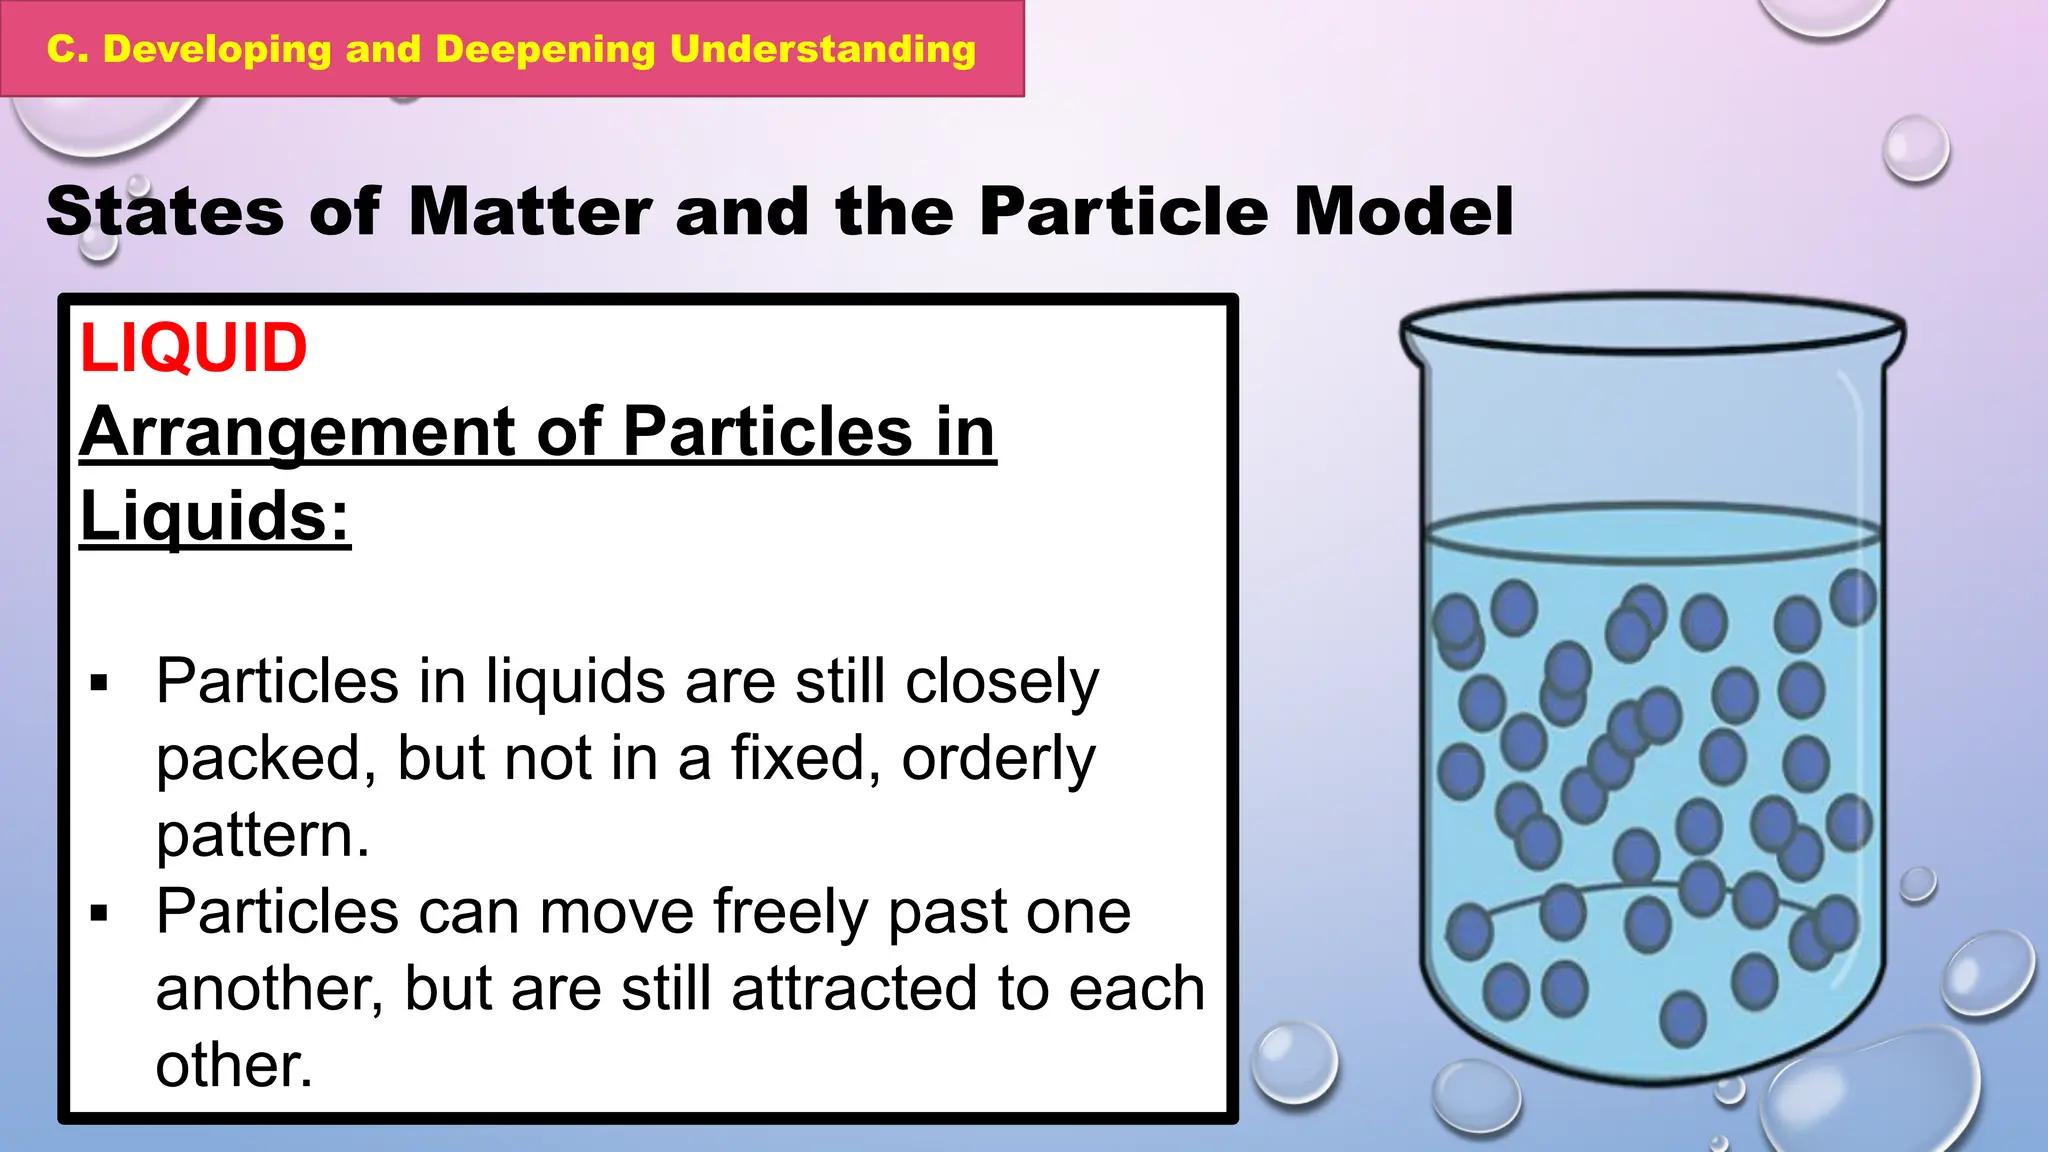 C. Developing and Deepening Understanding
States of Matter and the Particle Model
LIQUID
Arrangement of Particles in
Liquids:
▪ Particles in liquids are still closely
packed, but not in a fixed, orderly
pattern.
▪ Particles can move freely past one
another, but are still attracted to each
other.